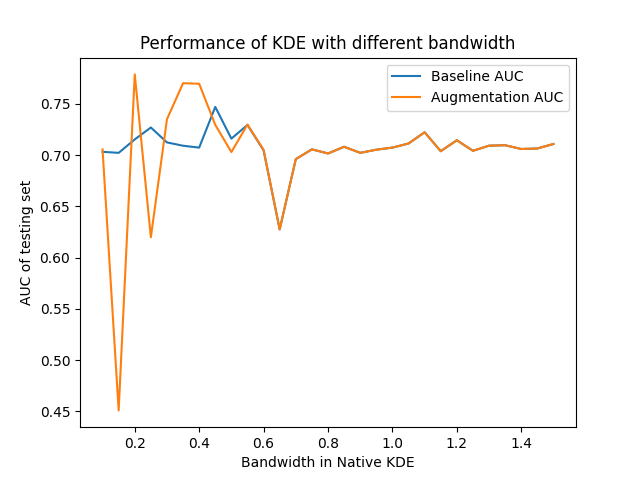 Performance of KDE with different bandwidth
Baseline AUC
Augmentation AUC
AUC of testing set
0.75
0.70
0.65
0.60
0.55
0.50
0.45
0.2 0.4 0.6 0.8 1.0 1.2 1.4
Bandwidth in Native KDE